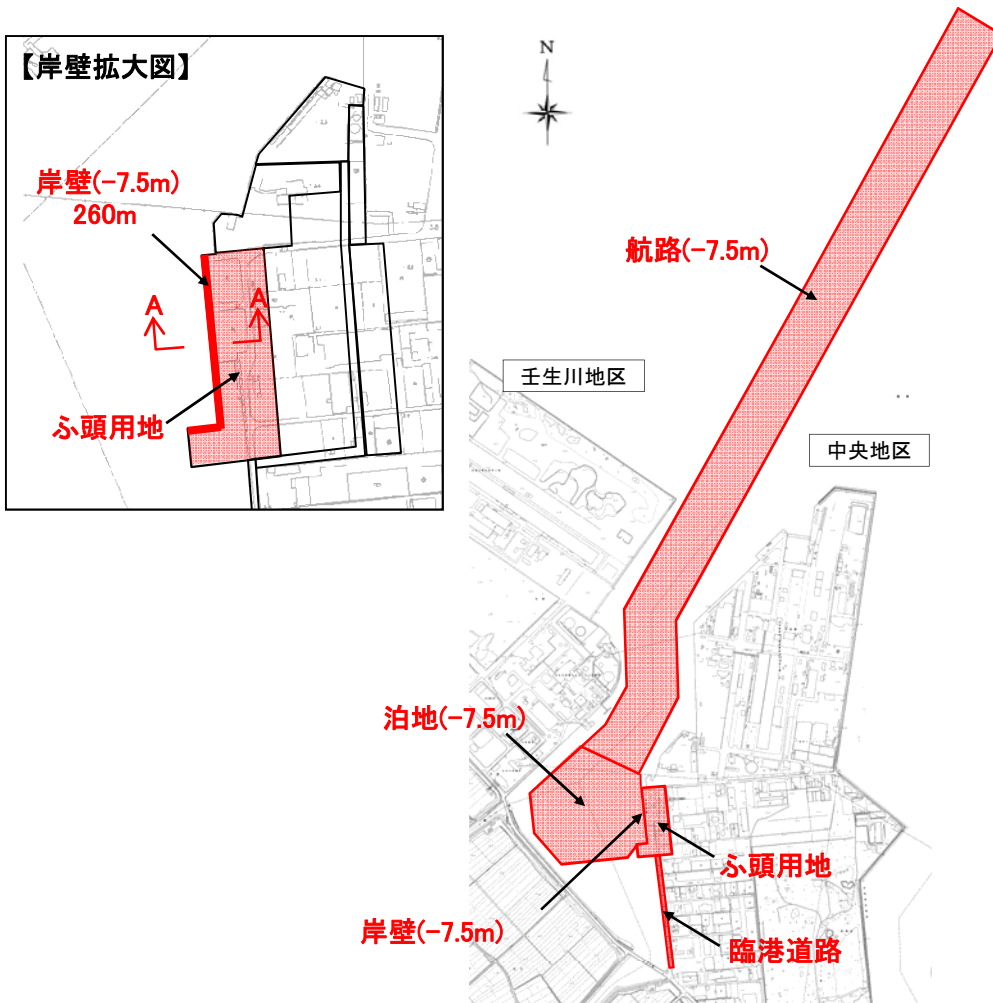 【岸壁拡大図】
岸壁(-7.5m)
260m
A
A
ふ頭用地
N
航路(-7.5m)
壬生川地区
中央地区
泊地(-7.5m)
ふ頭用地
岸壁(-7.5m)
臨港道路